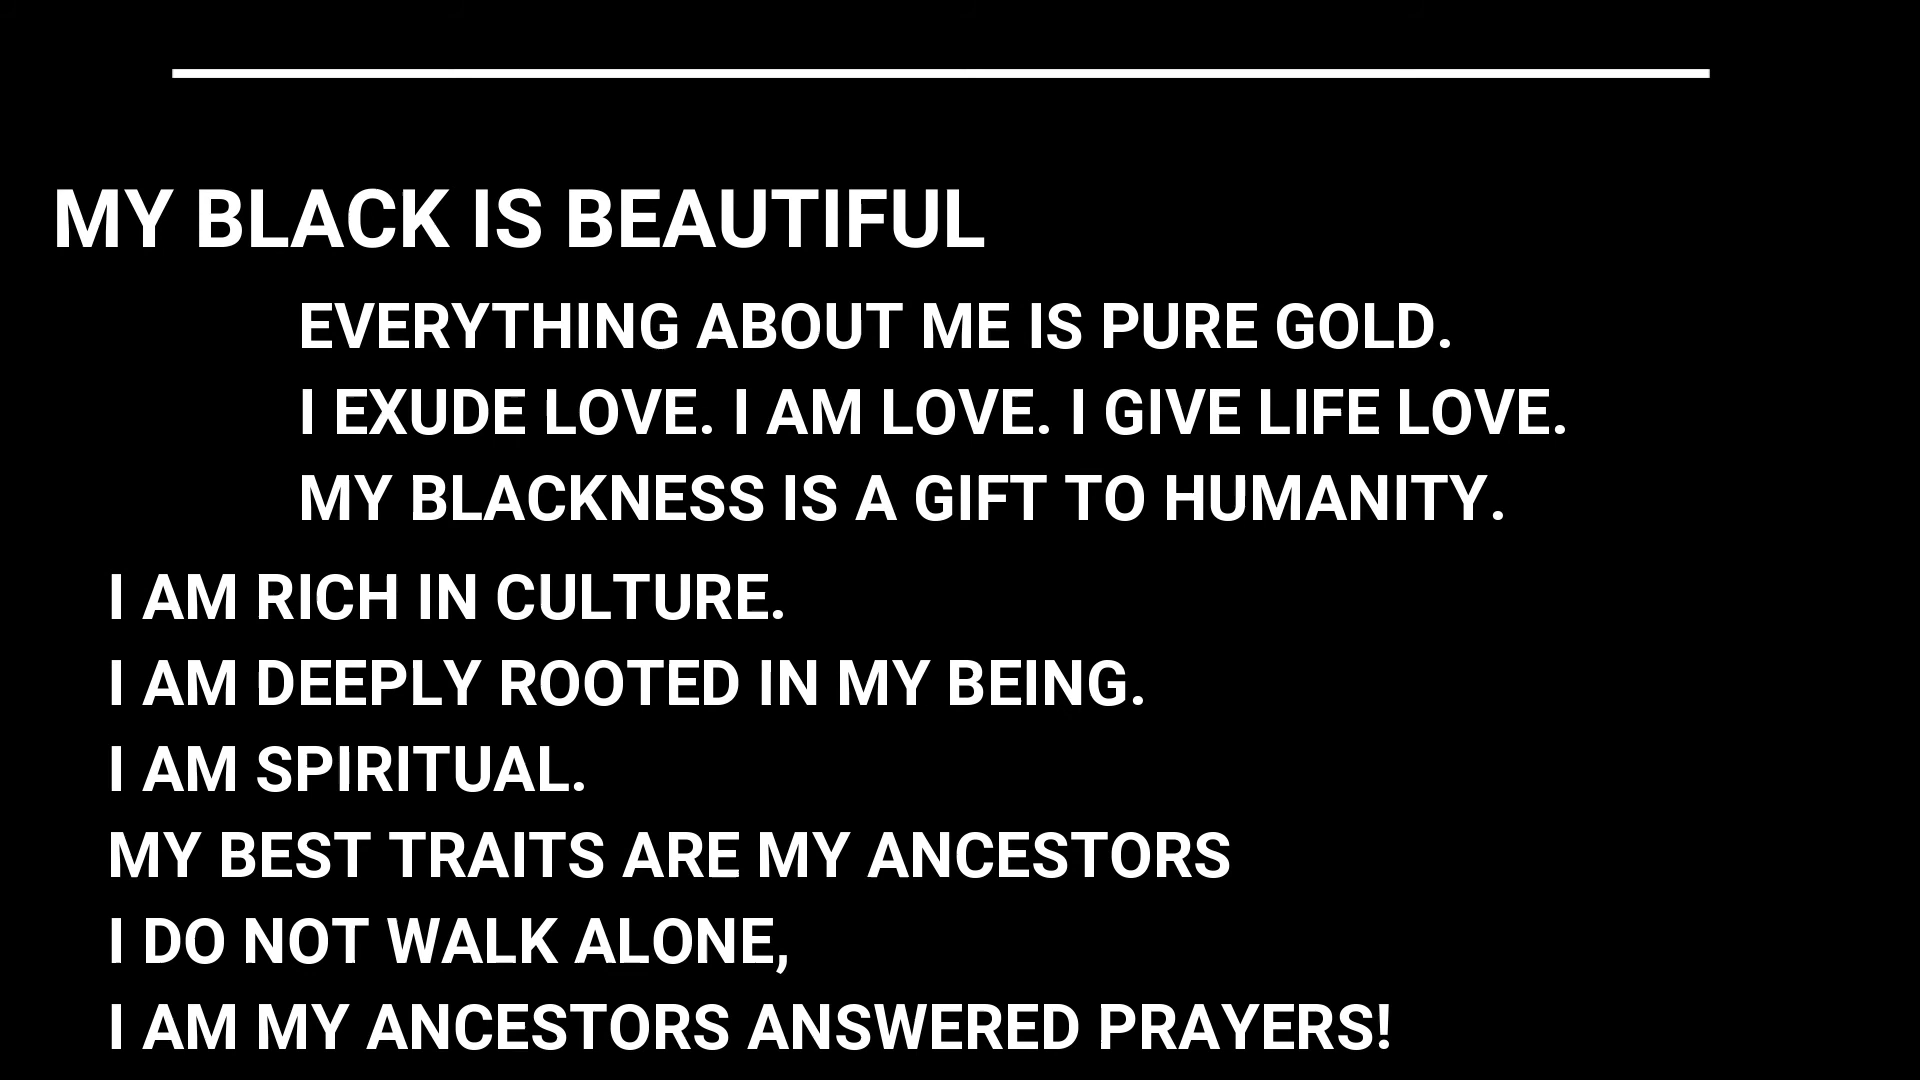 MY BLACK IS BEAUTIFUL
EVERYTHING ABOUT ME IS PURE GOLD.
I EXUDE LOVE. I AM LOVE. I GIVE LIFE LOVE.
MY BLACKNESS IS A GIFT TO HUMANITY.
I AM RICH IN CULTURE.
I AM DEEPLY ROOTED IN MY BEING.
I AM SPIRITUAL.
MY BEST TRAITS ARE MY ANCESTORS
I DO NOT WALK ALONE,
I AM MY ANCESTORS ANSWERED PRAYERS!